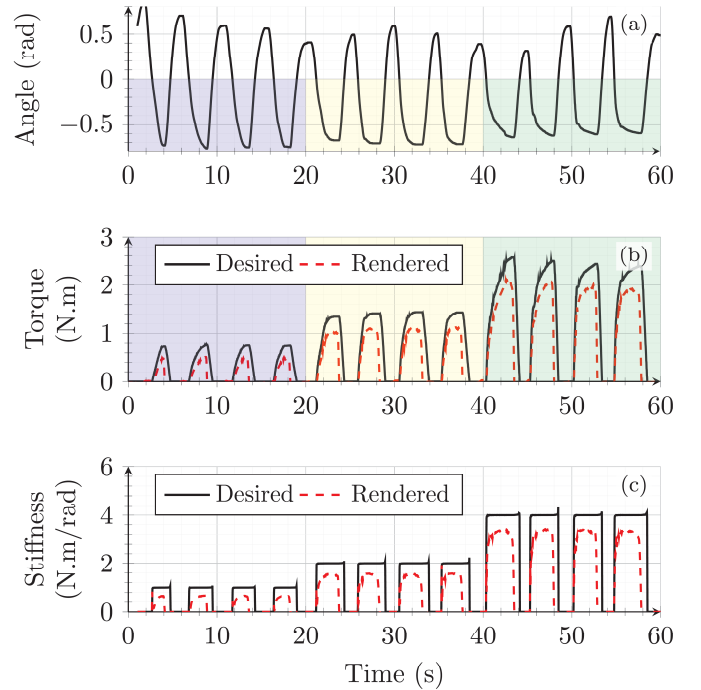 (a)
Angle (rad)
0.5
0
−0.5
0 10 20 30 40 50 60
(b)
Desired Rendered
Torque
(N.m)
3
2
1
0
0 10 20 30 40 50 60
(c)
Desired Rendered
Stiffness
(N.m/rad)
6
4
2
0
0 10 20 30 40 50 60
Time (s)